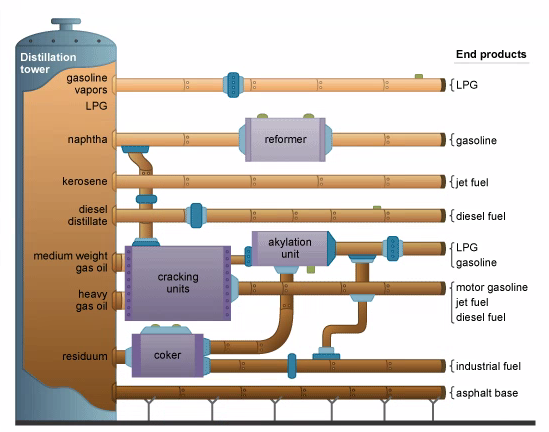 Distillation
tower
End products
gasoline
vapors
LPG
LPG
naphtha
reformer
gasoline
kerosene
jet fuel
diesel
distillate
diesel fuel
medium weight
gas oil
akylation
unit
LPG
gasoline
cracking
units
heavy
gas oil
motor gasoline
jet fuel
diesel fuel
residuum
coker
industrial fuel
asphalt base